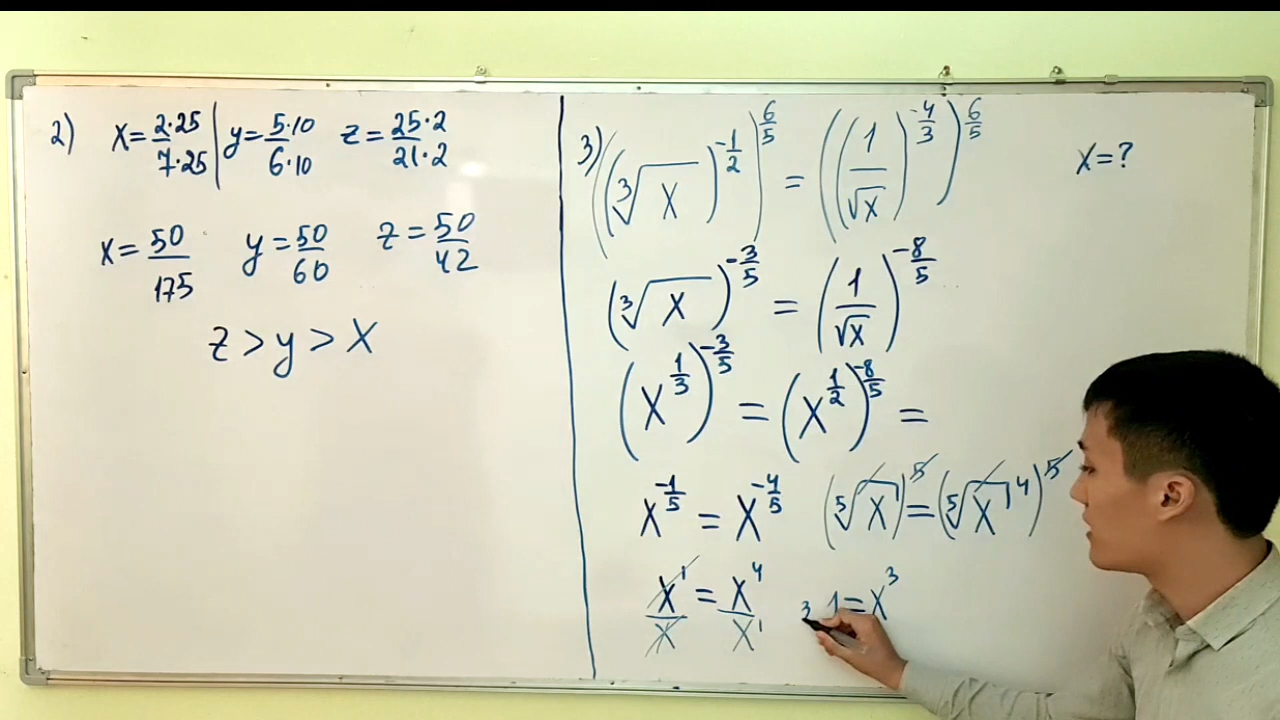 2) x = 2·25/7·25 | y = 5·10/6·10 z = 25·2/21·2
x = 50/175 y = 50/60 z = 50/42
z > y > x
3) ((∛x)^(-1/2))^(6/5) = ((1/√x)^(-4/3))^(6/5) x = ?
(∛x)^(-3/5) = (1/√x)^(-8/5)
(x^(1/3))^(-3/5) = (x^(1/2))^(-8/5) =
x^(-1/5) = x^(-4/5) (⁵√x¹)^5 = (⁵√x¹⁴)^5
x¹/x = x⁴/x¹ 3 1 = x³